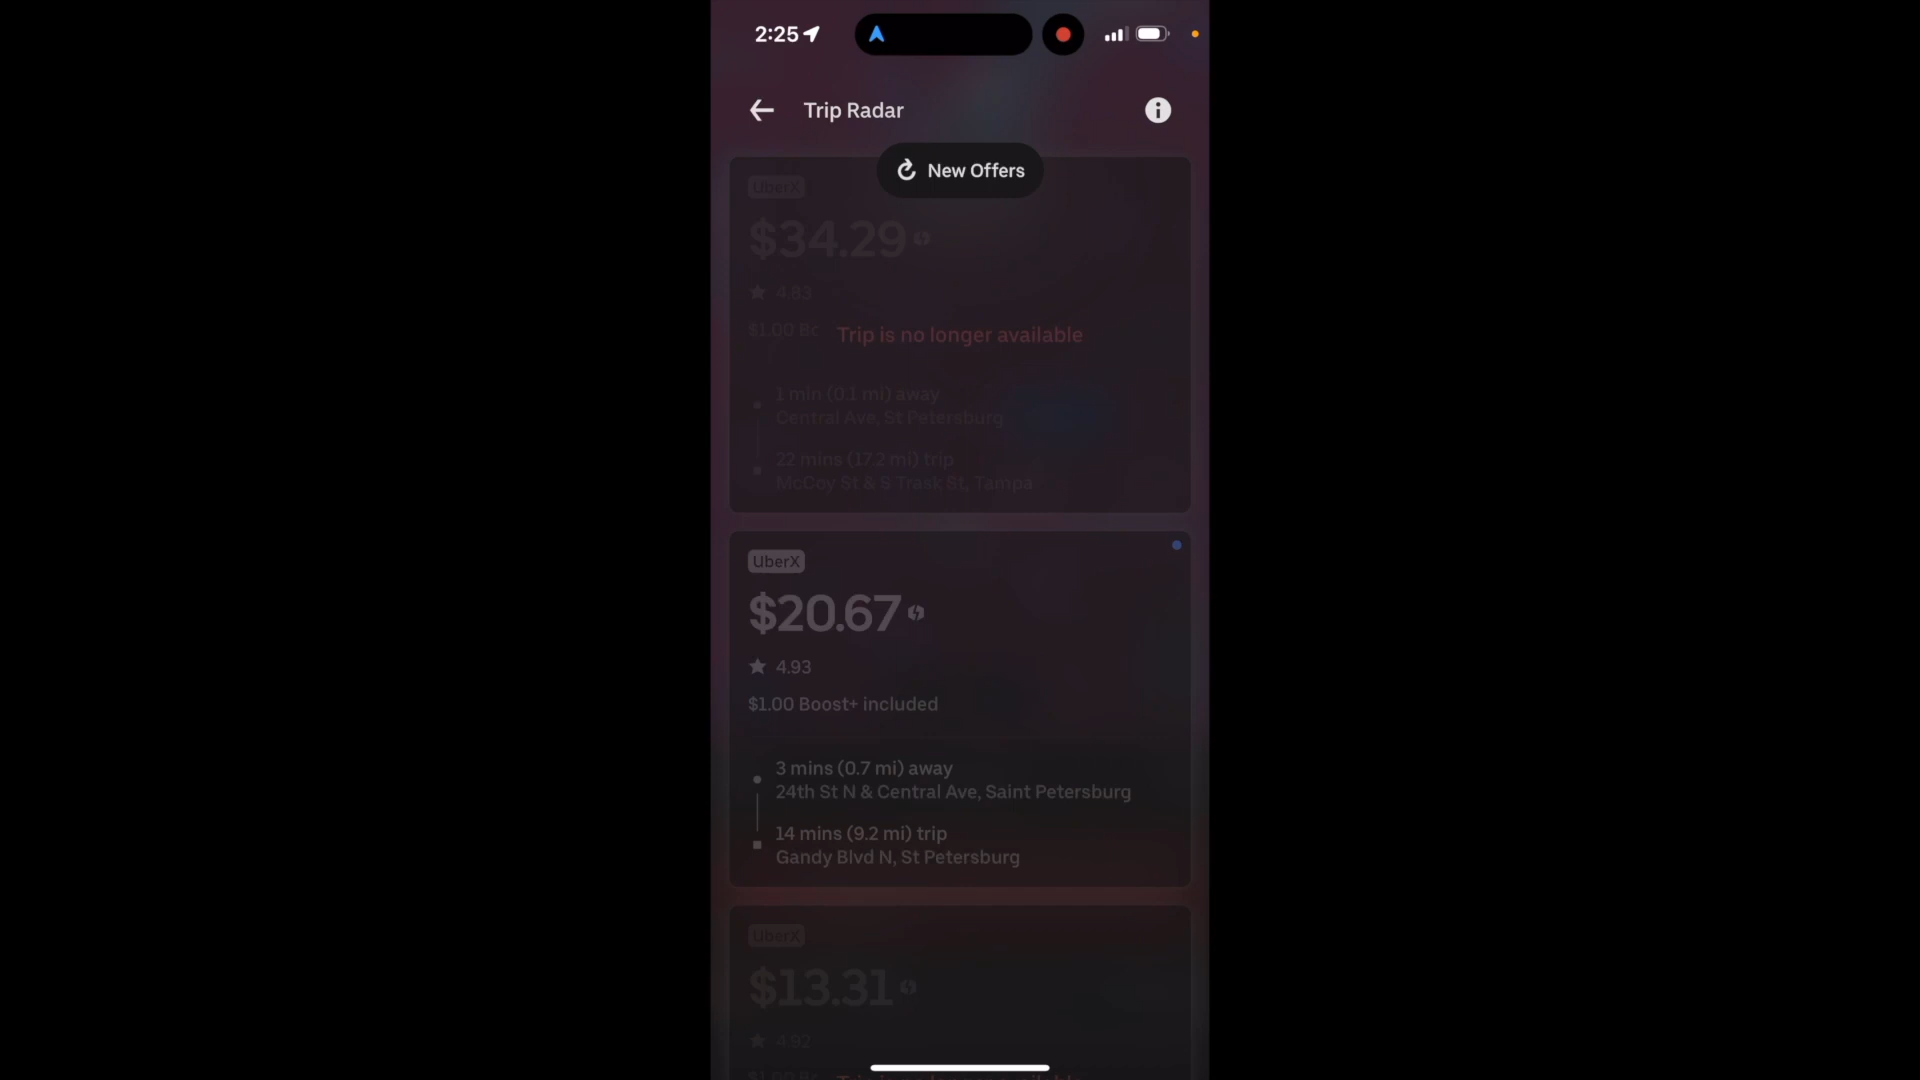 2:25
Trip Radar
New Offers
UberX
$34.29
4.83
$1.00 Bc
Trip is no longer available
1 min (0.1 mi) away
Central Ave, St Petersburg
22 mins (17.2 mi) trip
McCoy St & S Trask St, Tampa
UberX
$20.67
4.93
$1.00 Boost+ included
3 mins (0.7 mi) away
24th St N & Central Ave, Saint Petersburg
14 mins (9.2 mi) trip
Gandy Blvd N, St Petersburg
UberX
$13.31
4.92